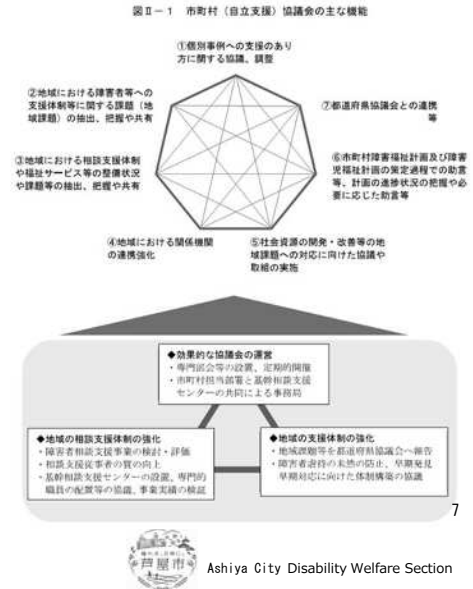 図Ⅱ－1 市町村（自立支援）協議会の主な機能
①個別事例への支援のあり
方に関する協議、調整
②地域における障害者等への
支援体制等に関する課題（地
域課題）の抽出、把握や共有
⑦都道府県協議会との連携
等
③地域における相談支援体制
や福祉サービス等の整備状況
や課題等の抽出、把握や共有
⑥市町村障害福祉計画及び障害
児福祉計画の策定過程での助言
等、計画の進捗状況の把握や必
要に応じた助言等
④地域における関係機関
の連携強化
⑤社会資源の開発・改善等の地
域課題への対応に向けた協議や
取組の実施
◆効果的な協議会の運営
・専門部会等の設置、定期的開催
・市町村担当部署と基幹相談支援
センターの共同による事務局
◆地域の相談支援体制の強化
・障害者相談支援事業の検討・評価
・相談支援従事者の質の向上
・基幹相談支援センターの設置、専門的
職員の配置等の協議、事業実績の検証
◆地域の支援体制の強化
・地域課題等を都道府県協議会へ報告
・障害者虐待の未然の防止、早期発見
早期対応に向けた体制構築の協議
7
芦屋市
Ashiya City Disability Welfare Section